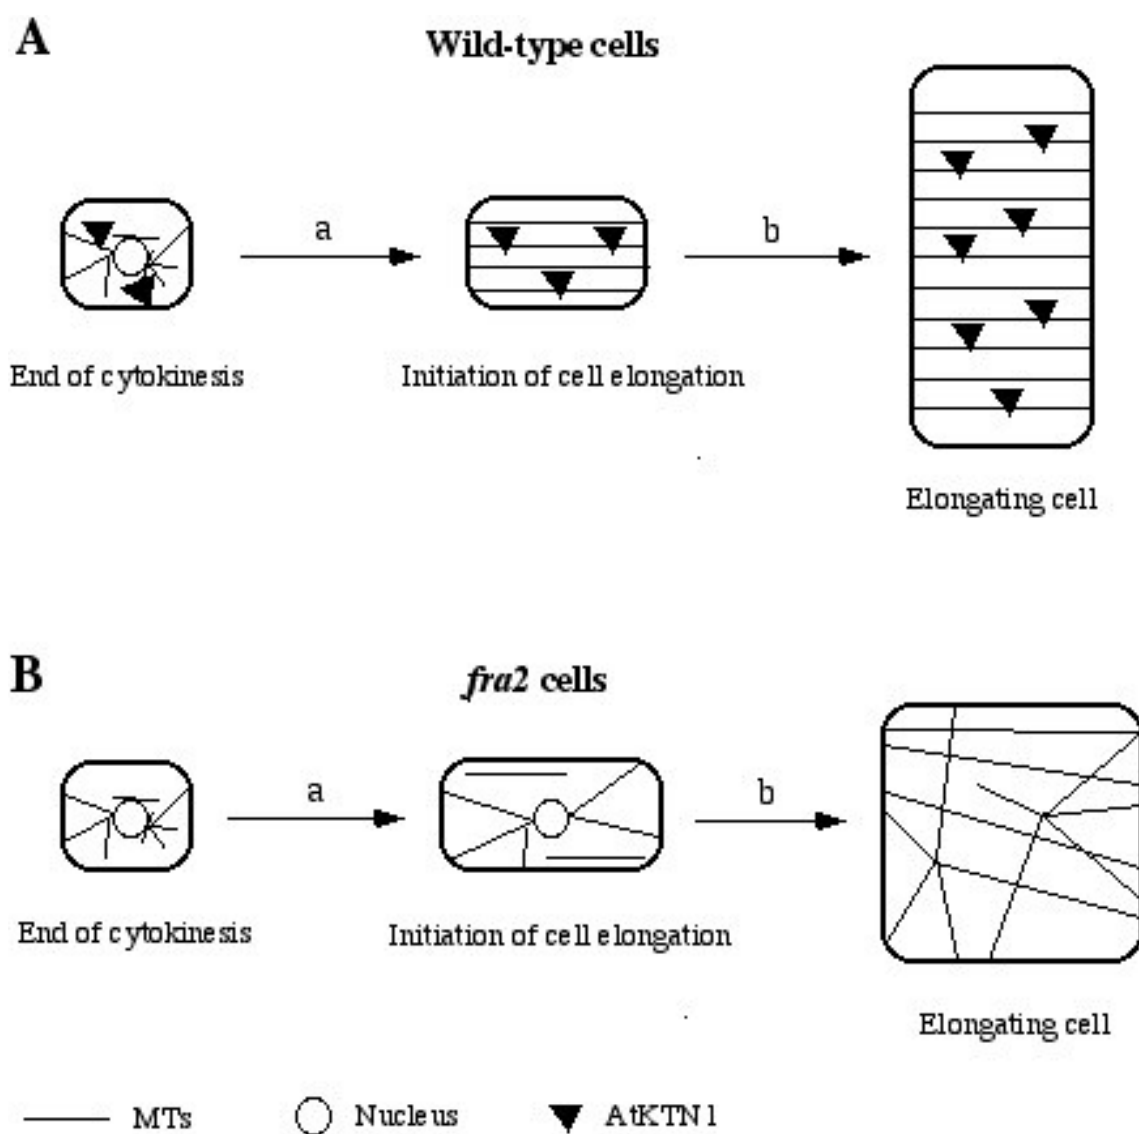 A
Wild-type cells
a
b
End of cytokinesis
Initiation of cell elongation
Elongating cell
B
fra2 cells
a
b
End of cytokinesis
Initiation of cell elongation
Elongating cell
MTs
Nucleus
AtKTN1